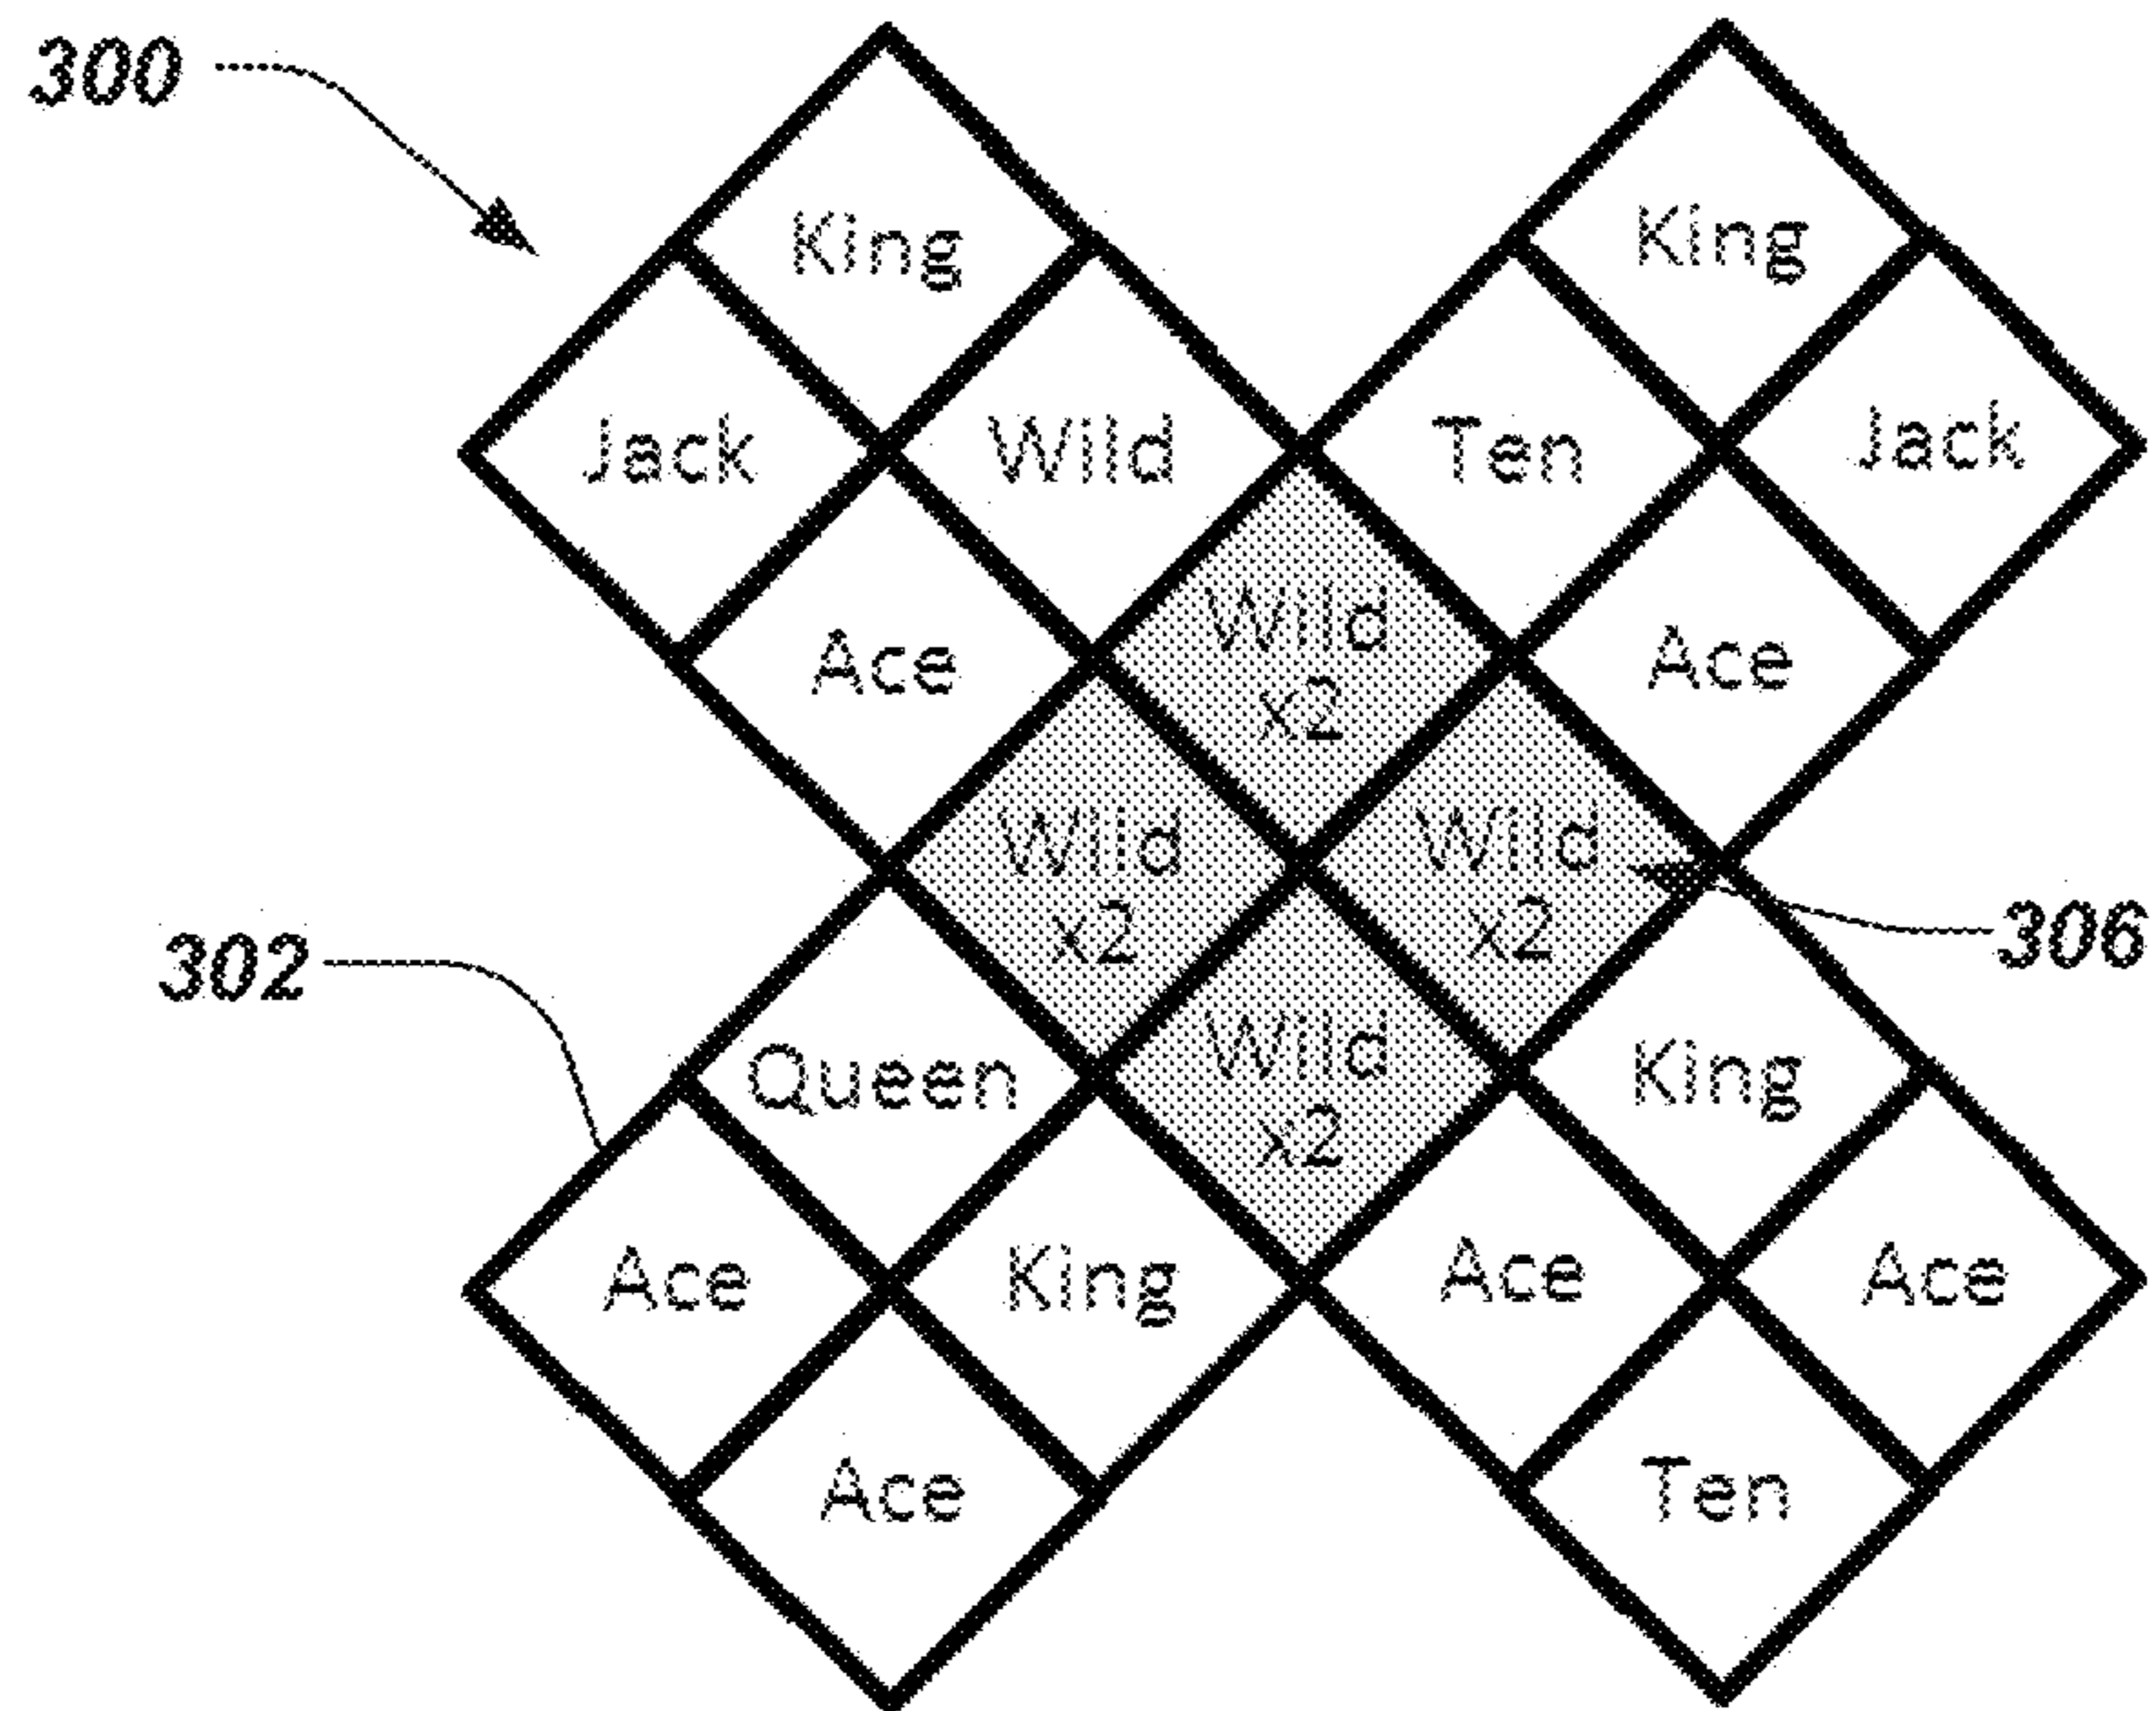 300
King
King
Jack
Wild
Ten
Jack
Ace
Wild
x2
Ace
Wild
x2
Wild
x2
306
302
Queen
Wild
x2
King
Ace
King
Ace
Ace
Ace
Ten